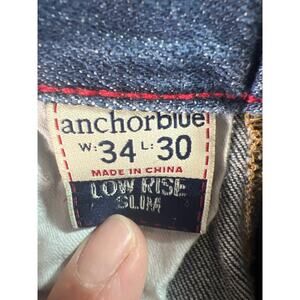 anchorblue
W: 34 L: 30
MADE IN CHINA
LOW RISE
SLIM